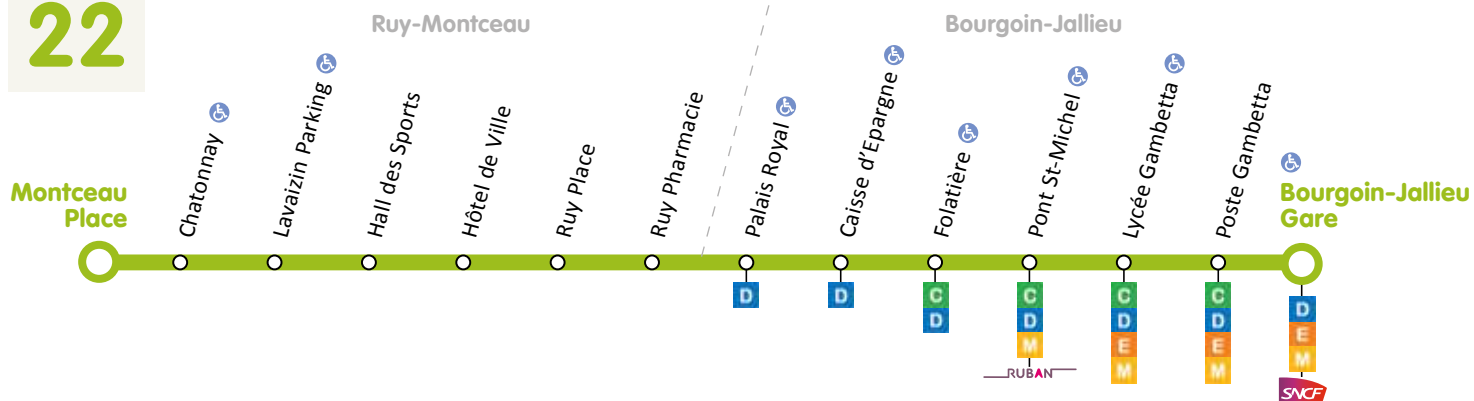 22
Ruy-Montceau
Bourgoin-Jallieu
Montceau
Place
Chatonnay
Lavaizin Parking
Hall des Sports
Hôtel de Ville
Ruy Place
Ruy Pharmacie
Palais Royal
Caisse d'Epargne
Folatière
Pont St-Michel
Lycée Gambetta
Poste Gambetta
Bourgoin-Jallieu
Gare
D
D
C
D
C
D
M
RUBAN
C
D
E
M
C
D
E
M
D
E
M
SNCF